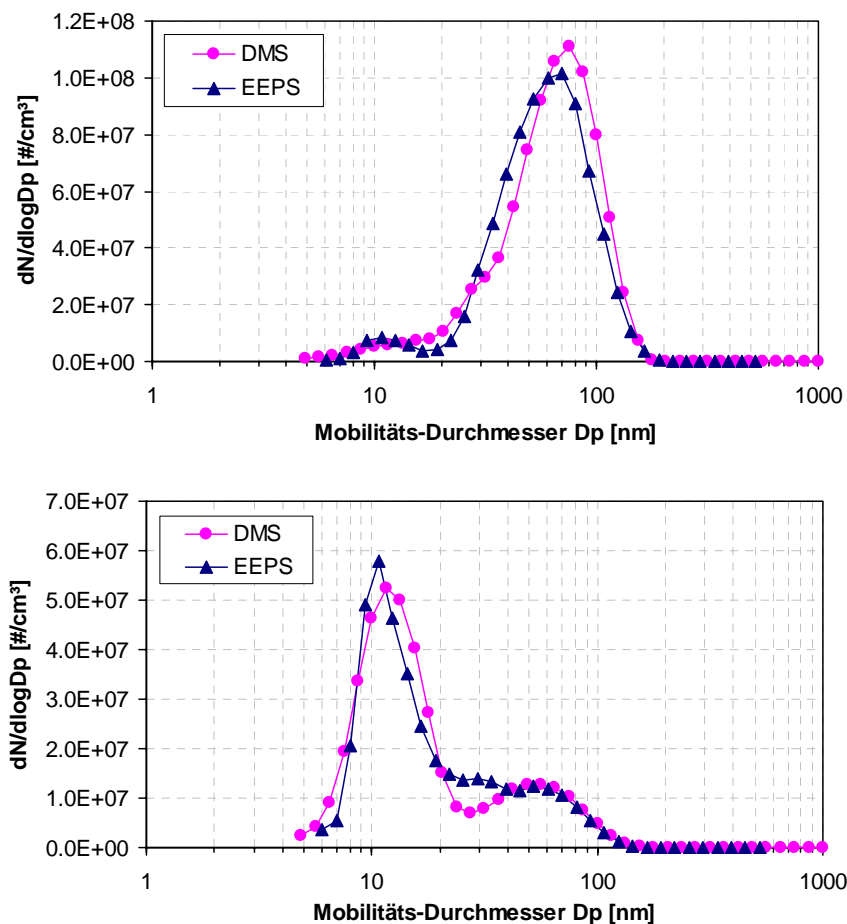 1.2E+08
1.0E+08
8.0E+07
6.0E+07
4.0E+07
2.0E+07
0.0E+00
dN/dlogDp [#/cm³]
DMS
EEPS
1 10 100 1000
Mobilitäts-Durchmesser Dp [nm]
7.0E+07
6.0E+07
5.0E+07
4.0E+07
3.0E+07
2.0E+07
1.0E+07
0.0E+00
dN/dlogDp [#/cm³]
DMS
EEPS
1 10 100 1000
Mobilitäts-Durchmesser Dp [nm]